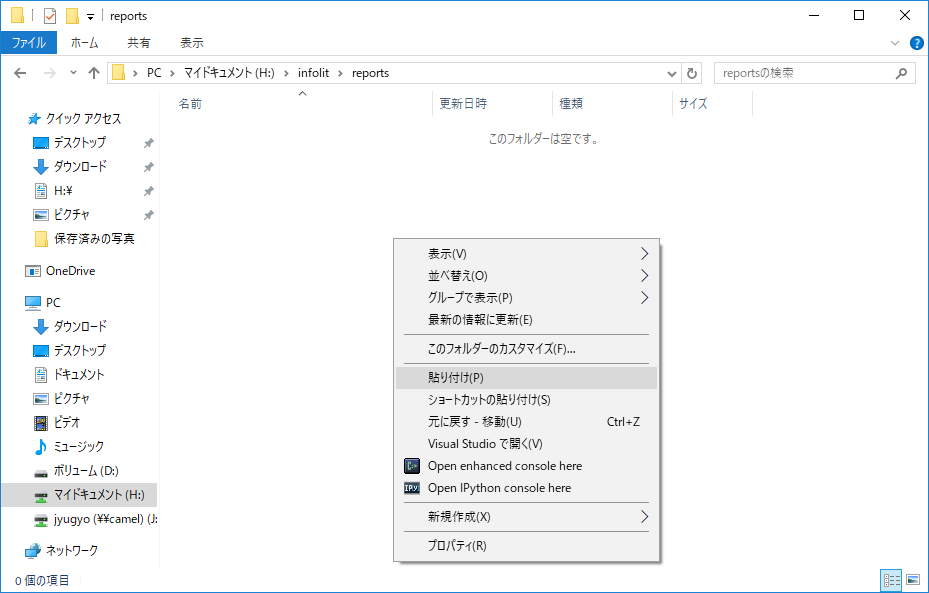 reports
ファイル ホーム 共有 表示
PC マイドキュメント (H:) infolit reports
reportsの検索
名前 更新日時 種類 サイズ
このフォルダーは空です。
クイック アクセス
デスクトップ
ダウンロード
H:¥
ピクチャ
保存済みの写真
OneDrive
PC
ダウンロード
デスクトップ
ドキュメント
ピクチャ
ビデオ
ミュージック
ボリューム (D:)
マイドキュメント (H:)
jyugyo (¥¥camel) (J:
ネットワーク
表示(V)
並べ替え(O)
グループで表示(P)
最新の情報に更新(E)
このフォルダーのカスタマイズ(F)...
貼り付け(P)
ショートカットの貼り付け(S)
元に戻す - 移動(U) Ctrl+Z
Visual Studio で開く(V)
Open enhanced console here
IP[y] Open IPython console here
新規作成(X)
プロパティ(R)
0 個の項目